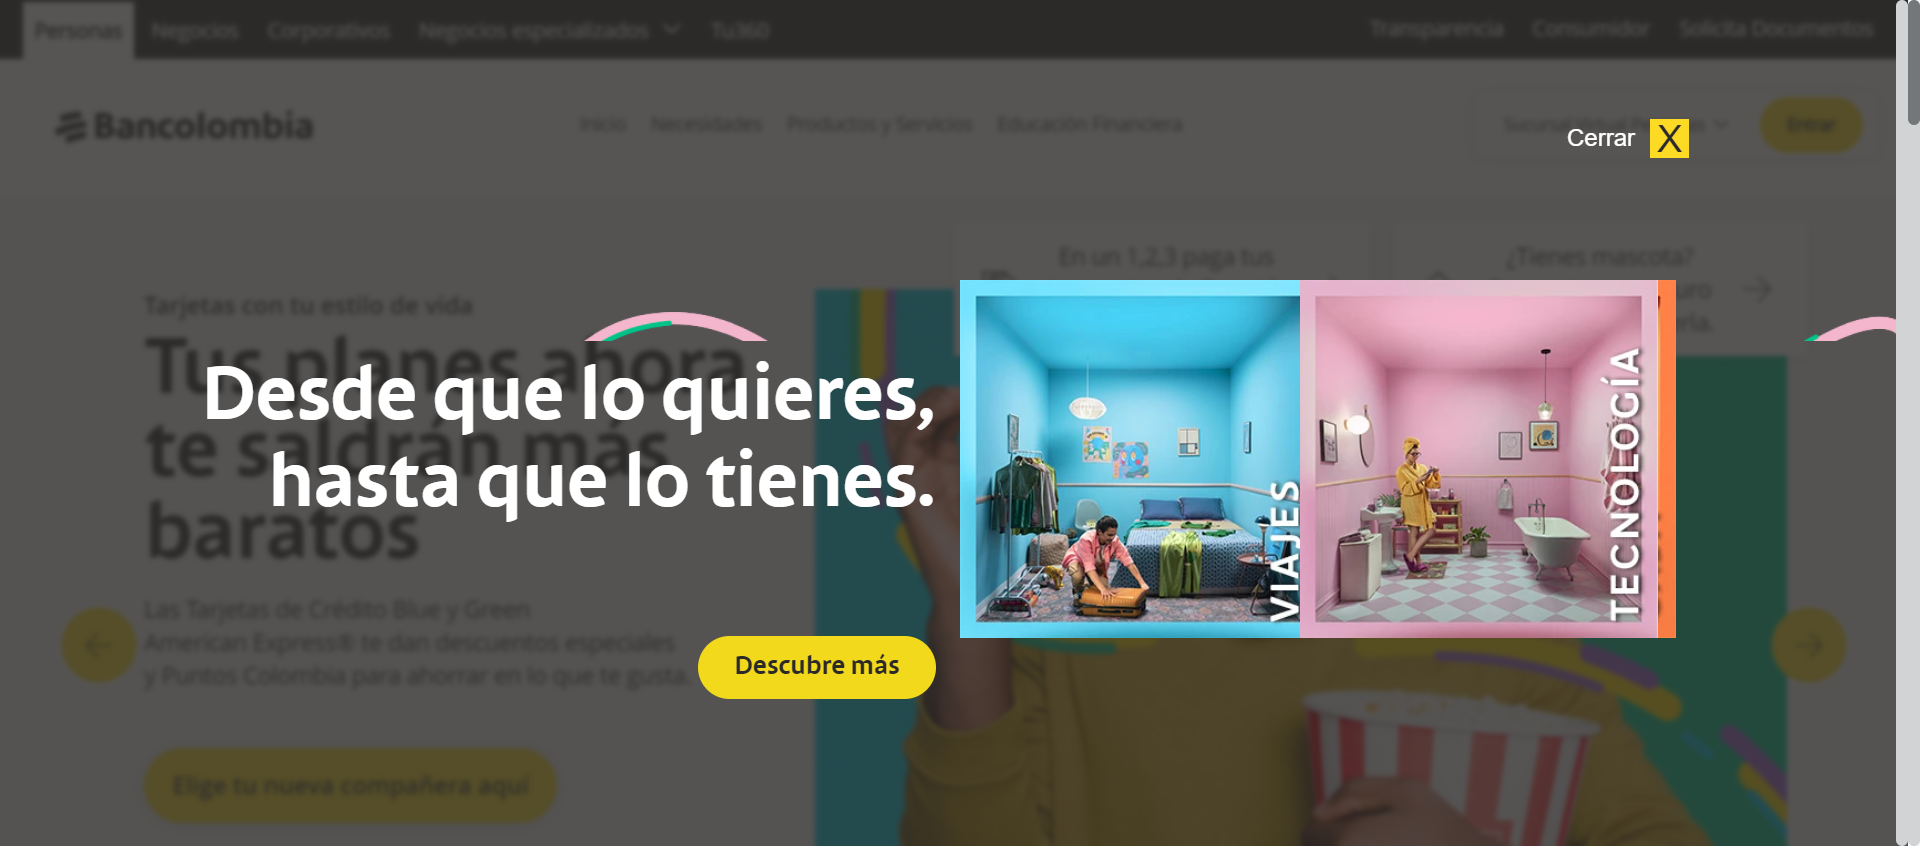 Personas
Negocios
Corporativos
Negocios especializados
Tu360
Transparencia
Consumidor
Solicita Documentos
Bancolombia
Inicio
Necesidades
Productos y Servicios
Educación Financiera
Sucursal Virtual
Entrar
Cerrar X
En un 1,2,3 paga tus
¿Tienes mascota?
Tarjetas con tu estilo de vida
Tus planes ahora
te saldrán más
baratos
Desde que lo quieres,
hasta que lo tienes.
VIAJES
TECNOLOGÍA
Las Tarjetas de Crédito Blue y Green
American Express® te dan descuentos especiales
y Puntos Colombia para ahorrar en lo que te gusta.
Descubre más
Elige tu nueva compañera aquí